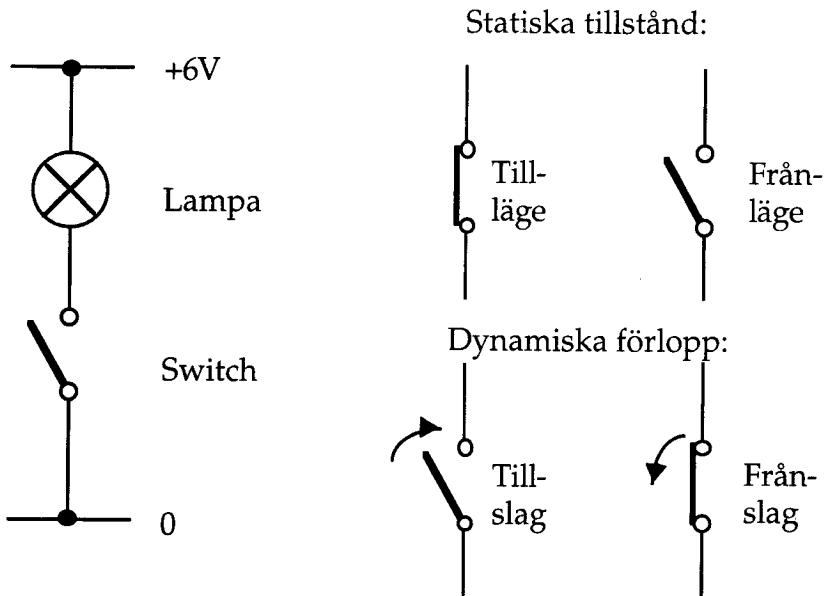 Statiska tillstånd:
+6V
Lampa
Switch
0
Till-
läge
Från-
läge
Dynamiska förlopp:
Till-
slag
Från-
slag